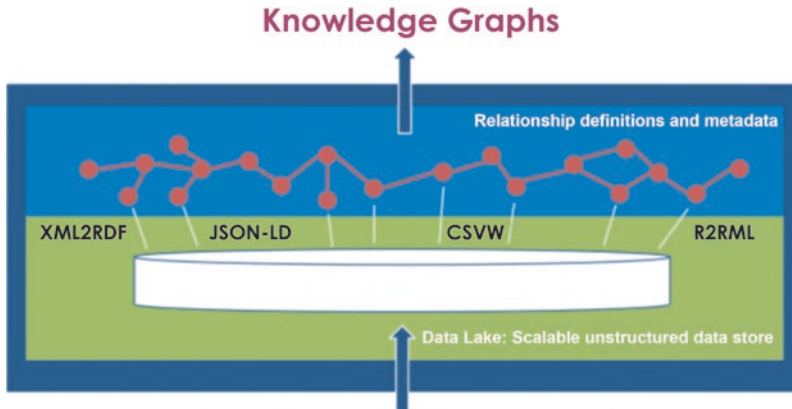 Knowledge Graphs
Relationship definitions and metadata
XML2RDF JSON-LD CSVW R2RML
Data Lake: Scalable unstructured data store